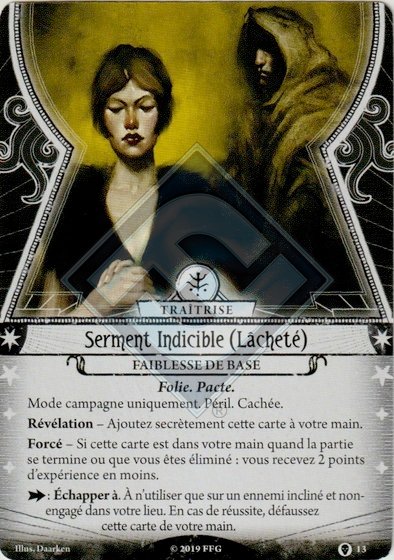 TRAÎTRISE
Serment Indicible (Lâcheté)
FAIBLESSE DE BASE
Folie. Pacte.
Mode campagne uniquement. Péril. Cachée.
Révélation – Ajoutez secrètement cette carte à votre main.
Forcé – Si cette carte est dans votre main quand la partie
se termine ou que vous êtes éliminé : vous recevez 2 points
d'expérience en moins.
: Échapper à. À n'utiliser que sur un ennemi incliné et non-
engagé dans votre lieu. En cas de réussite, défaussez
cette carte de votre main.
Illus. Daarken
© 2019 FFG
13